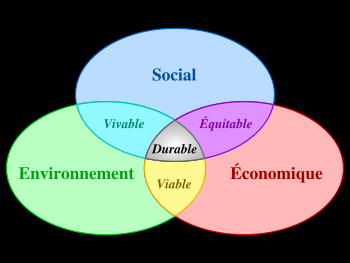 Social
Vivable
Équitable
Durable
Environnement
Économique
Viable